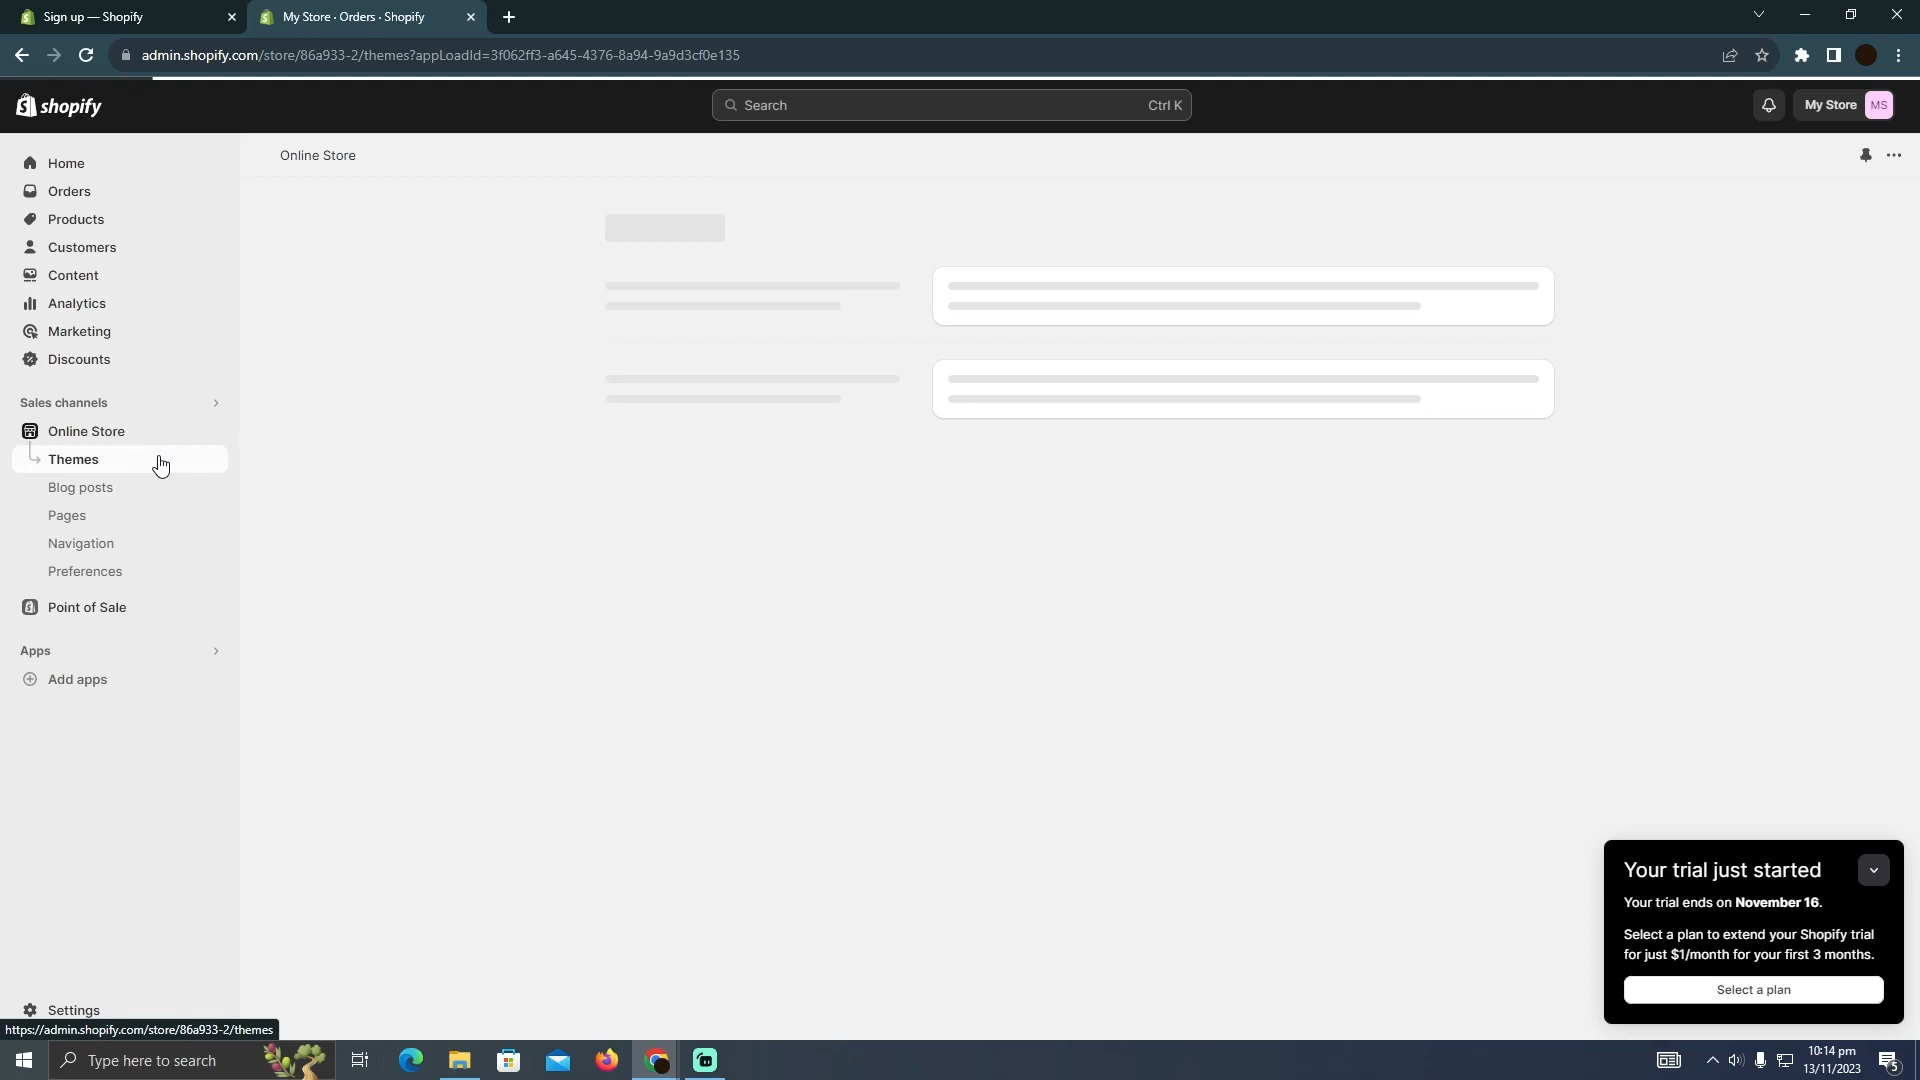 Sign up — Shopify
My Store · Orders · Shopify
admin.shopify.com/store/86a933-2/themes?appLoadId=3f062ff3-a645-4376-8a94-9a9d3cf0e135
shopify
Search
Ctrl K
My Store
MS
Home
Orders
Products
Customers
Content
Analytics
Marketing
Discounts
Sales channels
Online Store
Themes
Blog posts
Pages
Navigation
Preferences
Point of Sale
Apps
Add apps
Settings
Online Store
Your trial just started
Your trial ends on November 16.
Select a plan to extend your Shopify trial
for just $1/month for your first 3 months.
Select a plan
https://admin.shopify.com/store/86a933-2/themes
Type here to search
10:14 pm
13/11/2023
5